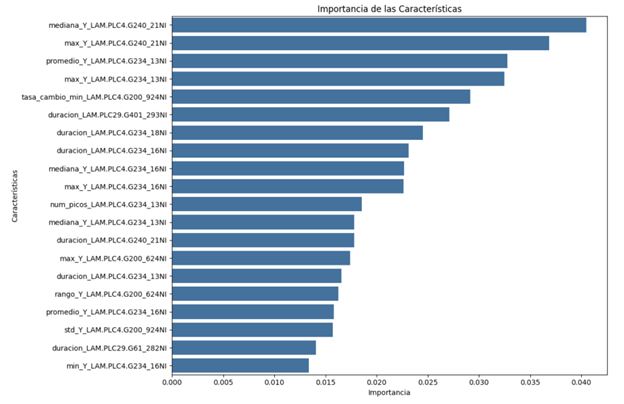 Importancia de las Características
mediana_Y_LAM.PLC4.G240_21NI
max_Y_LAM.PLC4.G240_21NI
promedio_Y_LAM.PLC4.G234_13NI
max_Y_LAM.PLC4.G234_13NI
tasa_cambio_min_LAM.PLC4.G200_924NI
duracion_LAM.PLC29.G401_293NI
duracion_LAM.PLC4.G234_18NI
duracion_LAM.PLC4.G234_16NI
mediana_Y_LAM.PLC4.G234_16NI
max_Y_LAM.PLC4.G234_16NI
num_picos_LAM.PLC4.G234_13NI
mediana_Y_LAM.PLC4.G234_13NI
duracion_LAM.PLC4.G240_21NI
max_Y_LAM.PLC4.G200_624NI
duracion_LAM.PLC4.G234_13NI
rango_Y_LAM.PLC4.G200_624NI
promedio_Y_LAM.PLC4.G234_16NI
std_Y_LAM.PLC4.G200_924NI
duracion_LAM.PLC29.G61_282NI
min_Y_LAM.PLC4.G234_16NI
Características
0.000 0.005 0.010 0.015 0.020 0.025 0.030 0.035 0.040
Importancia